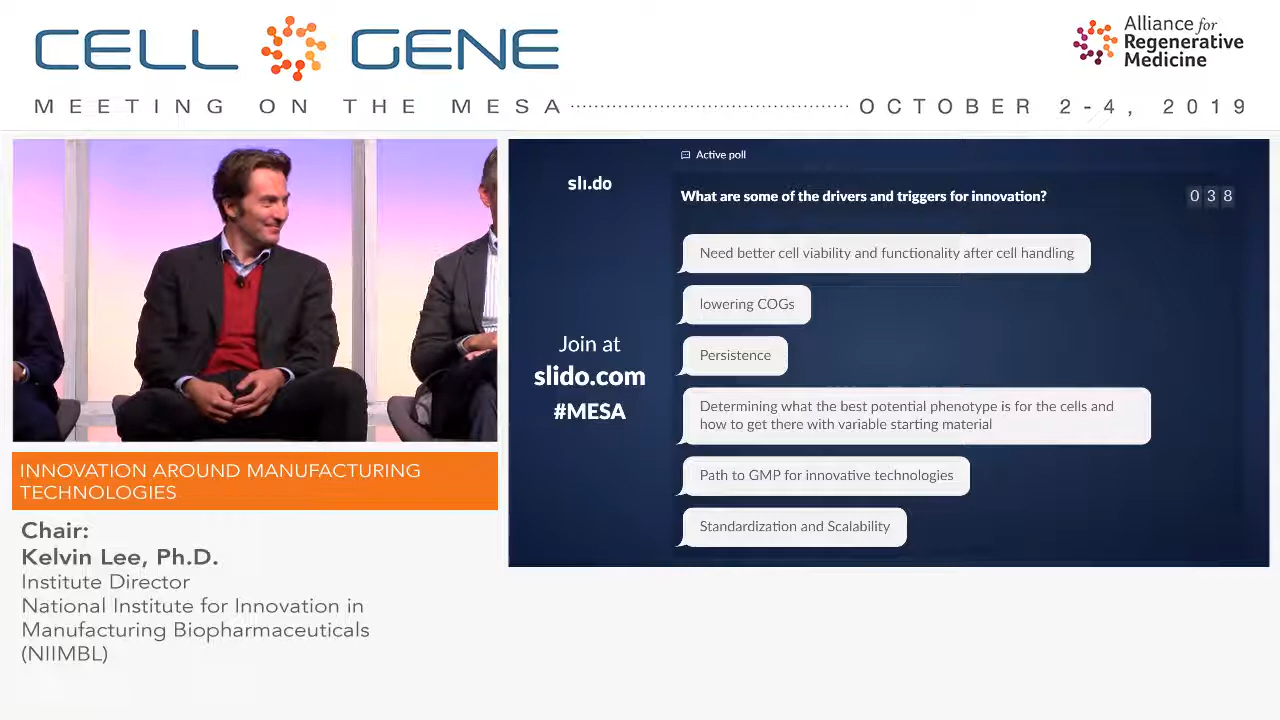 CELL GENE
Alliance for
Regenerative
Medicine
MEETING ON THE MESA OCTOBER 2-4, 2019
Active poll
sli.do
What are some of the drivers and triggers for innovation?
038
Need better cell viability and functionality after cell handling
lowering COGs
Persistence
Determining what the best potential phenotype is for the cells and
how to get there with variable starting material
Path to GMP for innovative technologies
Standardization and Scalability
Join at
slido.com
#MESA
INNOVATION AROUND MANUFACTURING
TECHNOLOGIES
Chair:
Kelvin Lee, Ph.D.
Institute Director
National Institute for Innovation in
Manufacturing Biopharmaceuticals
(NIIMBL)